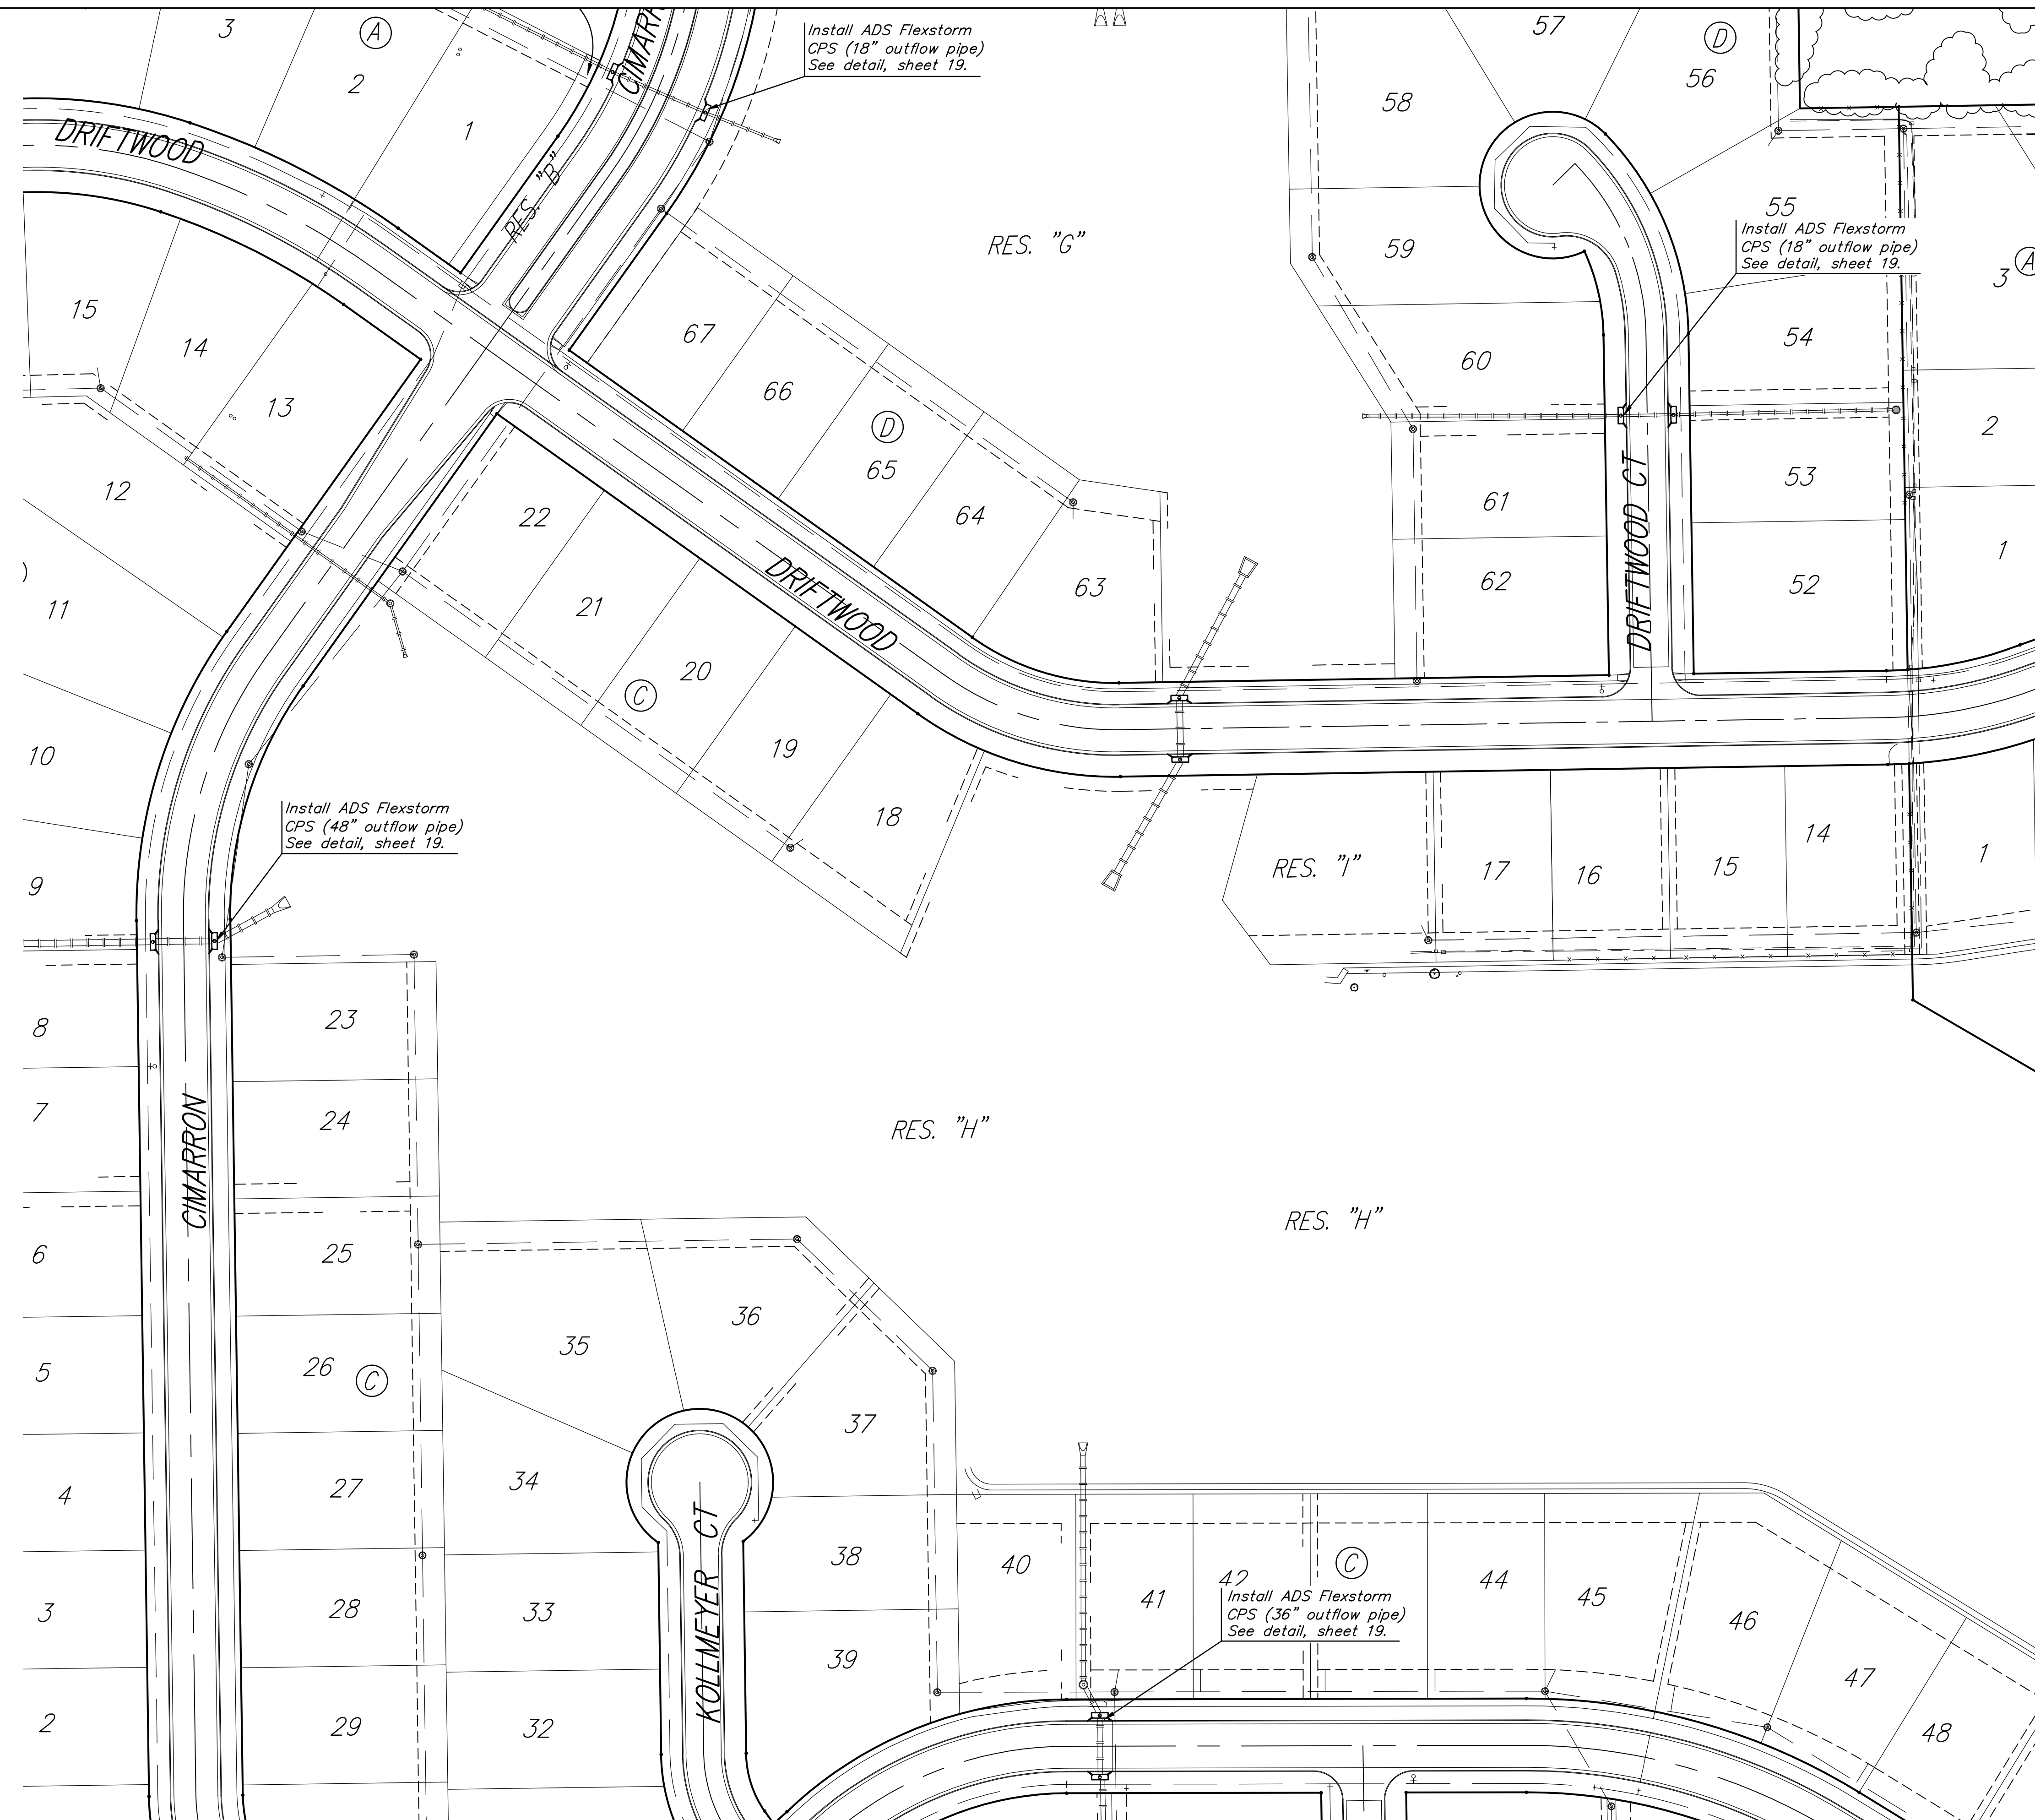 3
A
2
1
CIMARR
Install ADS Flexstorm
CPS (18" outflow pipe)
See detail, sheet 19.
57
D
56
58
DRIFTWOOD
RES. "B"
RES. "G"
59
55
Install ADS Flexstorm
CPS (18" outflow pipe)
See detail, sheet 19.
3
A
15
14
13
67
66
D
65
64
63
60
54
2
12
22
61
53
DRIFTWOOD CT
1
11
21
DRIFTWOOD
62
52
20
C
10
19
18
Install ADS Flexstorm
CPS (48" outflow pipe)
See detail, sheet 19.
RES. "I"
17
16
15
14
1
9
8
23
7
24
CIMARRON
RES. "H"
RES. "H"
6
25
35
36
5
26
C
37
4
27
34
KOLLMEYER CT
38
40
41
42
C
44
45
46
47
48
Install ADS Flexstorm
CPS (36" outflow pipe)
See detail, sheet 19.
3
28
33
39
2
29
32